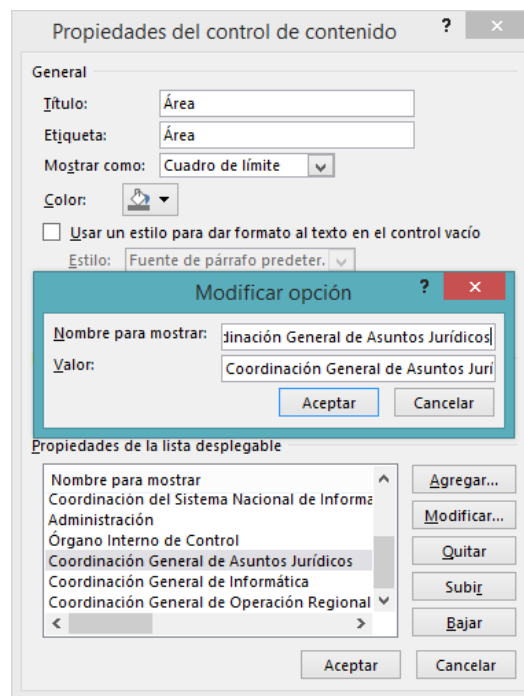 Propiedades del control de contenido ? ×
General
Título: Área
Etiqueta: Área
Mostrar como: Cuadro de límite
Color:
Usar un estilo para dar formato al texto en el control vacío
Estilo: Fuente de párrafo predeter.
Modificar opción ? ×
Nombre para mostrar: dinación General de Asuntos Jurídicos
Valor: Coordinación General de Asuntos Jurí
Aceptar Cancelar
Propiedades de la lista desplegable
Nombre para mostrar Agregar...
Coordinación del Sistema Nacional de Informa
Administración Modificar...
Órgano Interno de Control
Coordinación General de Asuntos Jurídicos Quitar
Coordinación General de Informática Subir
Coordinación General de Operación Regional Bajar
Aceptar Cancelar